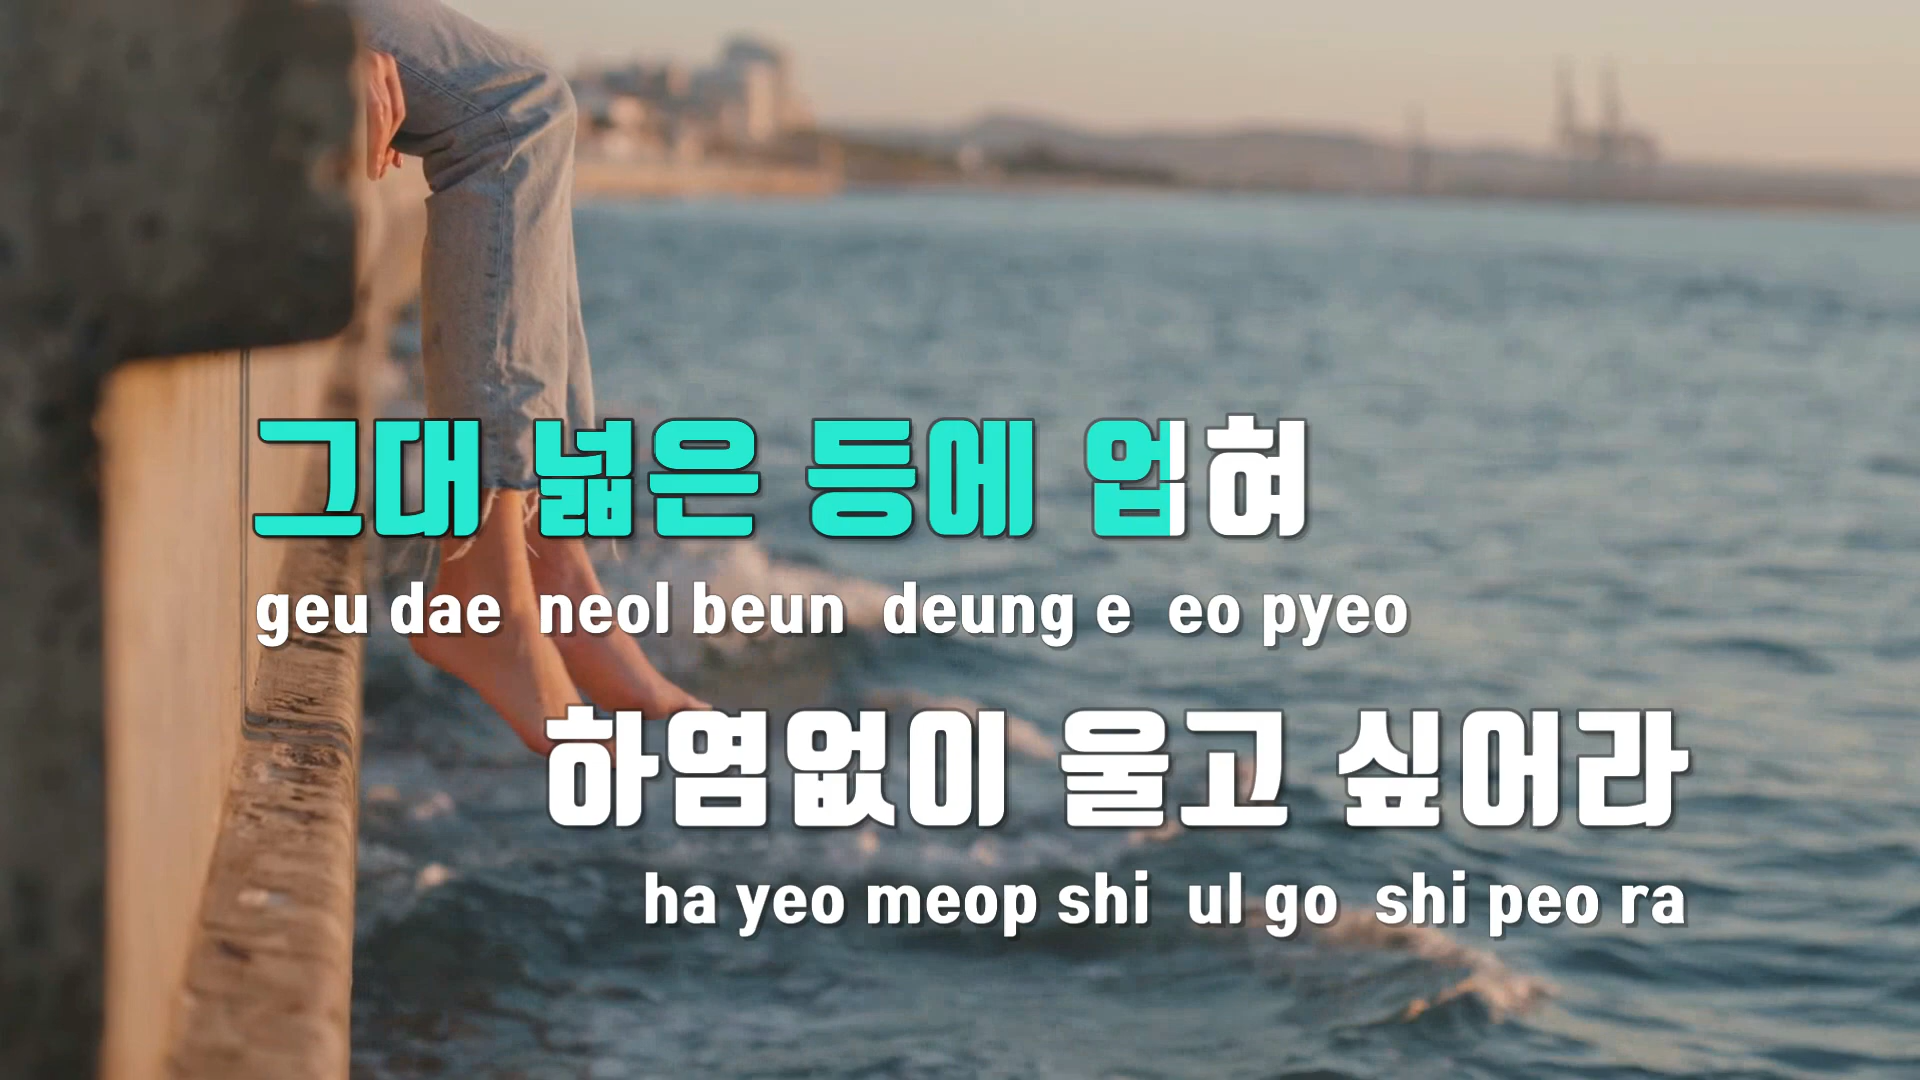 그대 넓은 등에 업혀
geu dae neol beun deung e eo pyeo
하염없이 울고 싶어라
ha yeo meop shi ul go shi peo ra